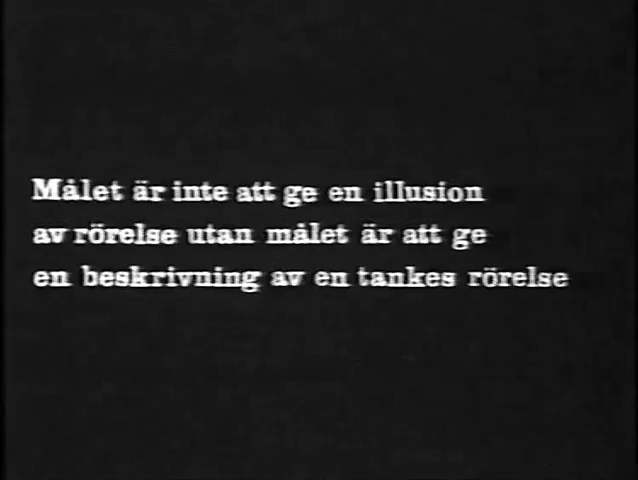 Målet är inte att ge en illusion
av rörelse utan målet är att ge
en beskrivning av en tankes rörelse